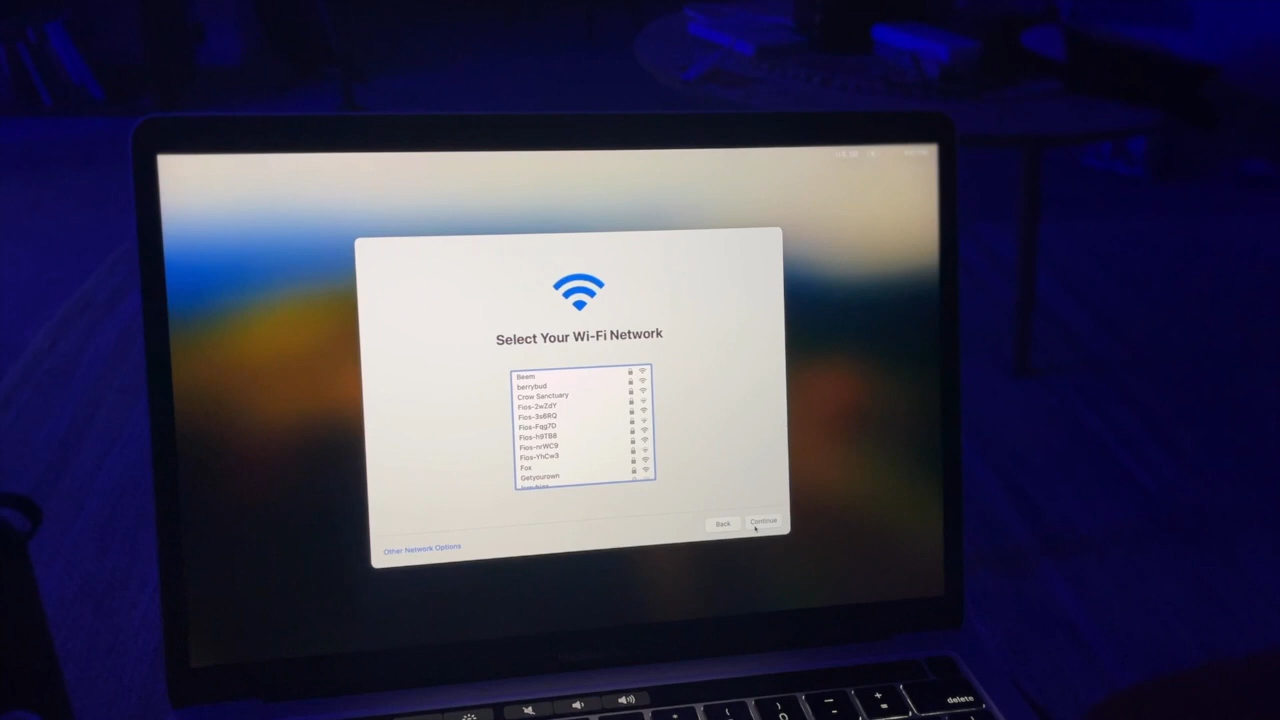 Select Your Wi-Fi Network
Beem
berrybud
Crow Sanctuary
Fios-2wZdY
Fios-3s6RQ
Fios-Fqg7D
Fios-h9TB8
Fios-nrWC9
Fios-YhCw3
Fox
Getyourown
Other Network Options
Back
Continue
delete